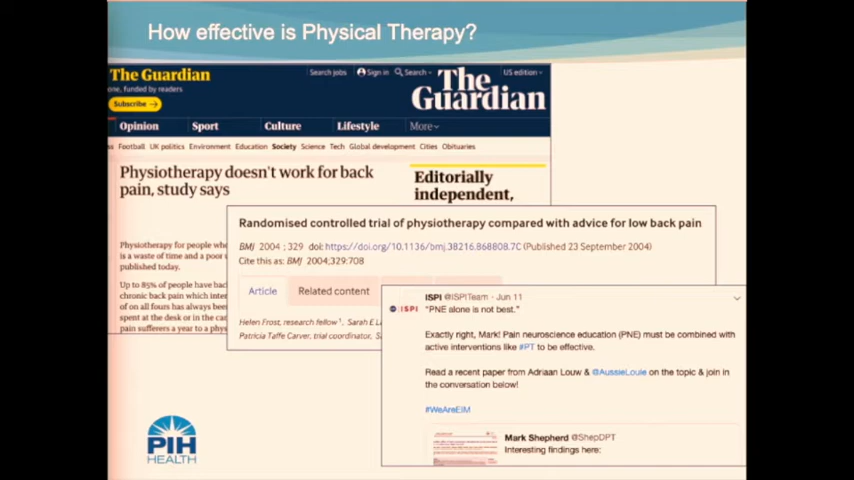 How effective is Physical Therapy?
The Guardian
one, funded by readers
Subscribe →
Search jobs Sign in Search US edition
The Guardian
Opinion Sport Culture Lifestyle More
Football UK politics Environment Education Society Science Tech Global development Cities Obituaries
Physiotherapy doesn't work for back
pain, study says
Editorially
independent,
Physiotherapy for people
is a waste of time and a poor
published today.
Up to 85% of people have
chronic back pain which
of on all fours has always
spent at the desk or in the
pain sufferers a year to a
Randomised controlled trial of physiotherapy compared with advice for low back pain
BMJ 2004 ; 329 doi: https://doi.org/10.1136/bmj.38216.868808.7C (Published 23 September 2004)
Cite this as: BMJ 2004;329:708
Article Related content
Helen Frost, research fellow1, Sarah E
Patricia Taffe Carver, trial coordinator,
ISPI
ISPI @ISPITeam · Jun 11
"PNE alone is not best."
Exactly right, Mark! Pain neuroscience education (PNE) must be combined with
active interventions like #PT to be effective.
Read a recent paper from Adriaan Louw & @AussieLouie on the topic & join in
the conversation below!
#WeAreEIM
Mark Shepherd @ShepDPT
Interesting findings here:
PIH
HEALTH